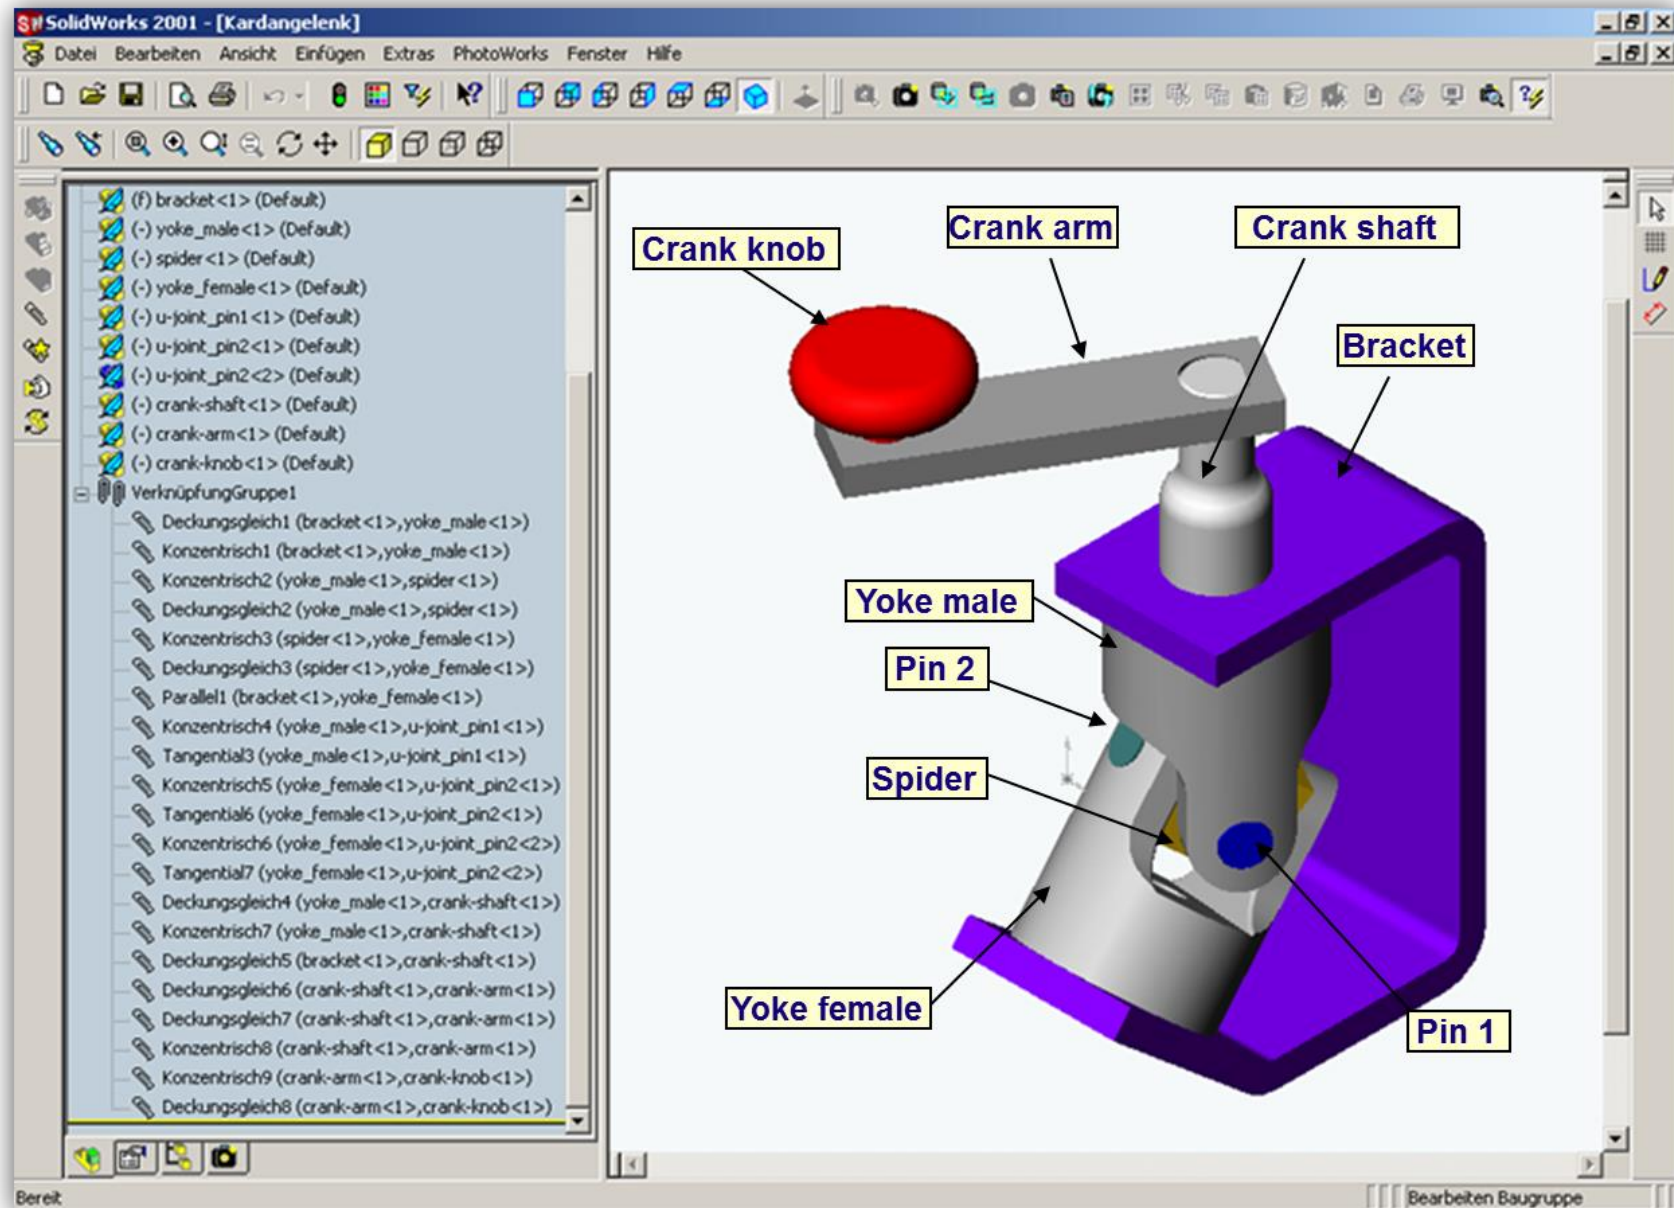 SolidWorks 2001 - [Kardangelenk]
Datei Bearbeiten Ansicht Einfügen Extras PhotoWorks Fenster Hilfe
(f) bracket<1> (Default)
(-) yoke_male<1> (Default)
(-) spider<1> (Default)
(-) yoke_female<1> (Default)
(-) u-joint_pin1<1> (Default)
(-) u-joint_pin2<1> (Default)
(-) u-joint_pin2<2> (Default)
(-) crank-shaft<1> (Default)
(-) crank-arm<1> (Default)
(-) crank-knob<1> (Default)
VerknüpfungGruppe1
Deckungsgleich1 (bracket<1>,yoke_male<1>)
Konzentrisch1 (bracket<1>,yoke_male<1>)
Konzentrisch2 (yoke_male<1>,spider<1>)
Deckungsgleich2 (yoke_male<1>,spider<1>)
Konzentrisch3 (spider<1>,yoke_female<1>)
Deckungsgleich3 (spider<1>,yoke_female<1>)
Parallel1 (bracket<1>,yoke_female<1>)
Konzentrisch4 (yoke_male<1>,u-joint_pin1<1>)
Tangential3 (yoke_male<1>,u-joint_pin1<1>)
Konzentrisch5 (yoke_female<1>,u-joint_pin2<1>)
Tangential6 (yoke_female<1>,u-joint_pin2<1>)
Konzentrisch6 (yoke_female<1>,u-joint_pin2<2>)
Tangential7 (yoke_female<1>,u-joint_pin2<2>)
Deckungsgleich4 (yoke_male<1>,crank-shaft<1>)
Konzentrisch7 (yoke_male<1>,crank-shaft<1>)
Deckungsgleich5 (bracket<1>,crank-shaft<1>)
Deckungsgleich6 (crank-shaft<1>,crank-arm<1>)
Deckungsgleich7 (crank-shaft<1>,crank-arm<1>)
Konzentrisch8 (crank-shaft<1>,crank-arm<1>)
Konzentrisch9 (crank-arm<1>,crank-knob<1>)
Deckungsgleich8 (crank-arm<1>,crank-knob<1>)
Crank knob
Crank arm
Crank shaft
Bracket
Yoke male
Pin 2
Spider
Yoke female
Pin 1
Bereit
Bearbeiten Baugruppe